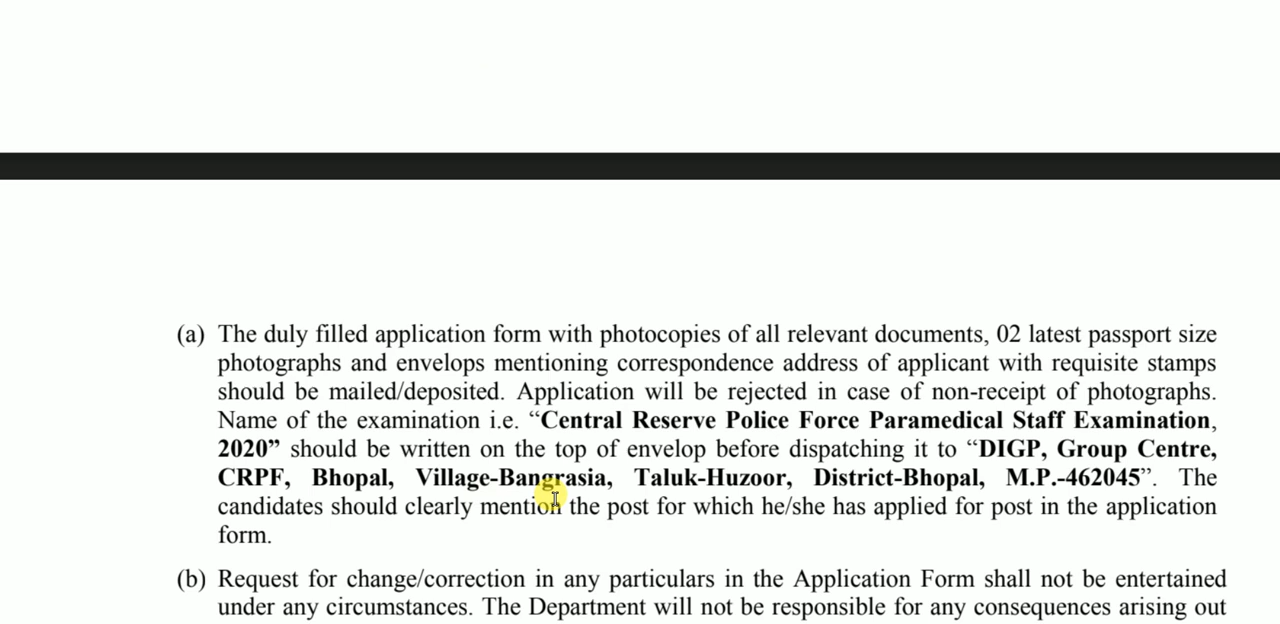 (a) The duly filled application form with photocopies of all relevant documents, 02 latest passport size
photographs and envelops mentioning correspondence address of applicant with requisite stamps
should be mailed/deposited. Application will be rejected in case of non-receipt of photographs.
Name of the examination i.e. “Central Reserve Police Force Paramedical Staff Examination,
2020” should be written on the top of envelop before dispatching it to “DIGP, Group Centre,
CRPF, Bhopal, Village-Bangrasia, Taluk-Huzoor, District-Bhopal, M.P.-462045”. The
candidates should clearly mention the post for which he/she has applied for post in the application
form.
(b) Request for change/correction in any particulars in the Application Form shall not be entertained
under any circumstances. The Department will not be responsible for any consequences arising out